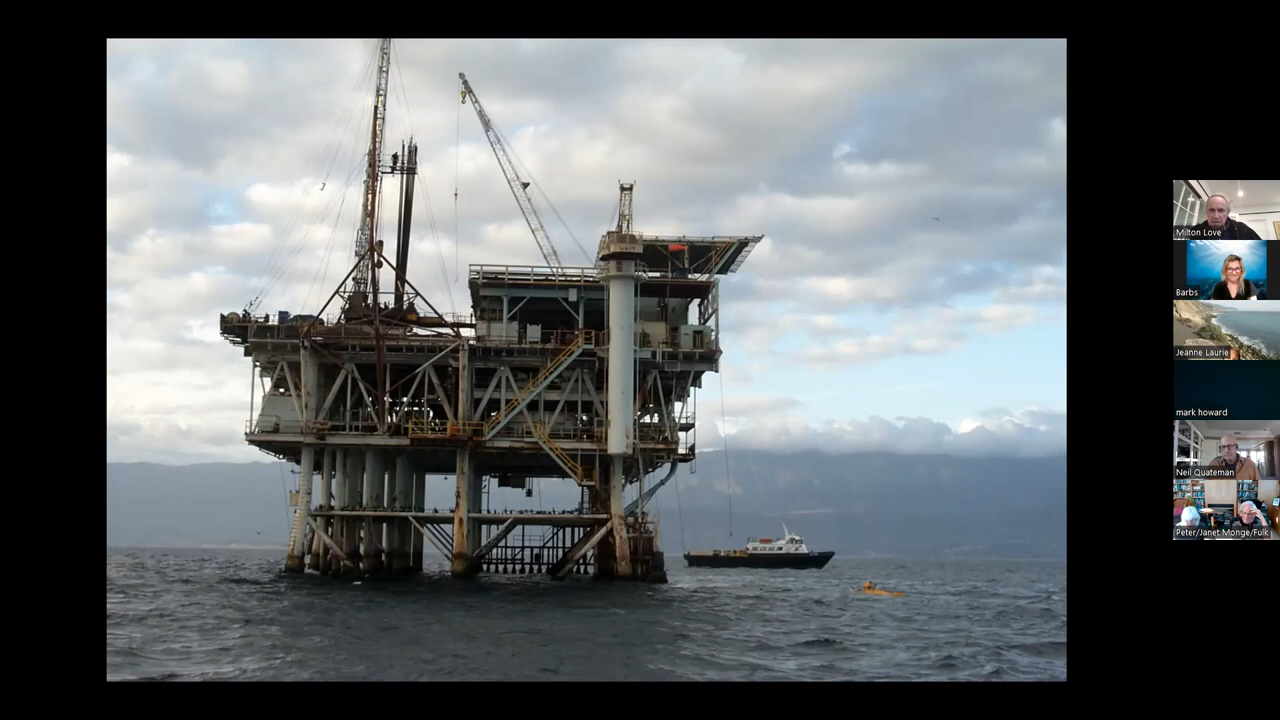 Milton Love
Barbs
Jeanne Laurie
mark howard
Neil Quateman
Peter/Janet Monge/Fulk